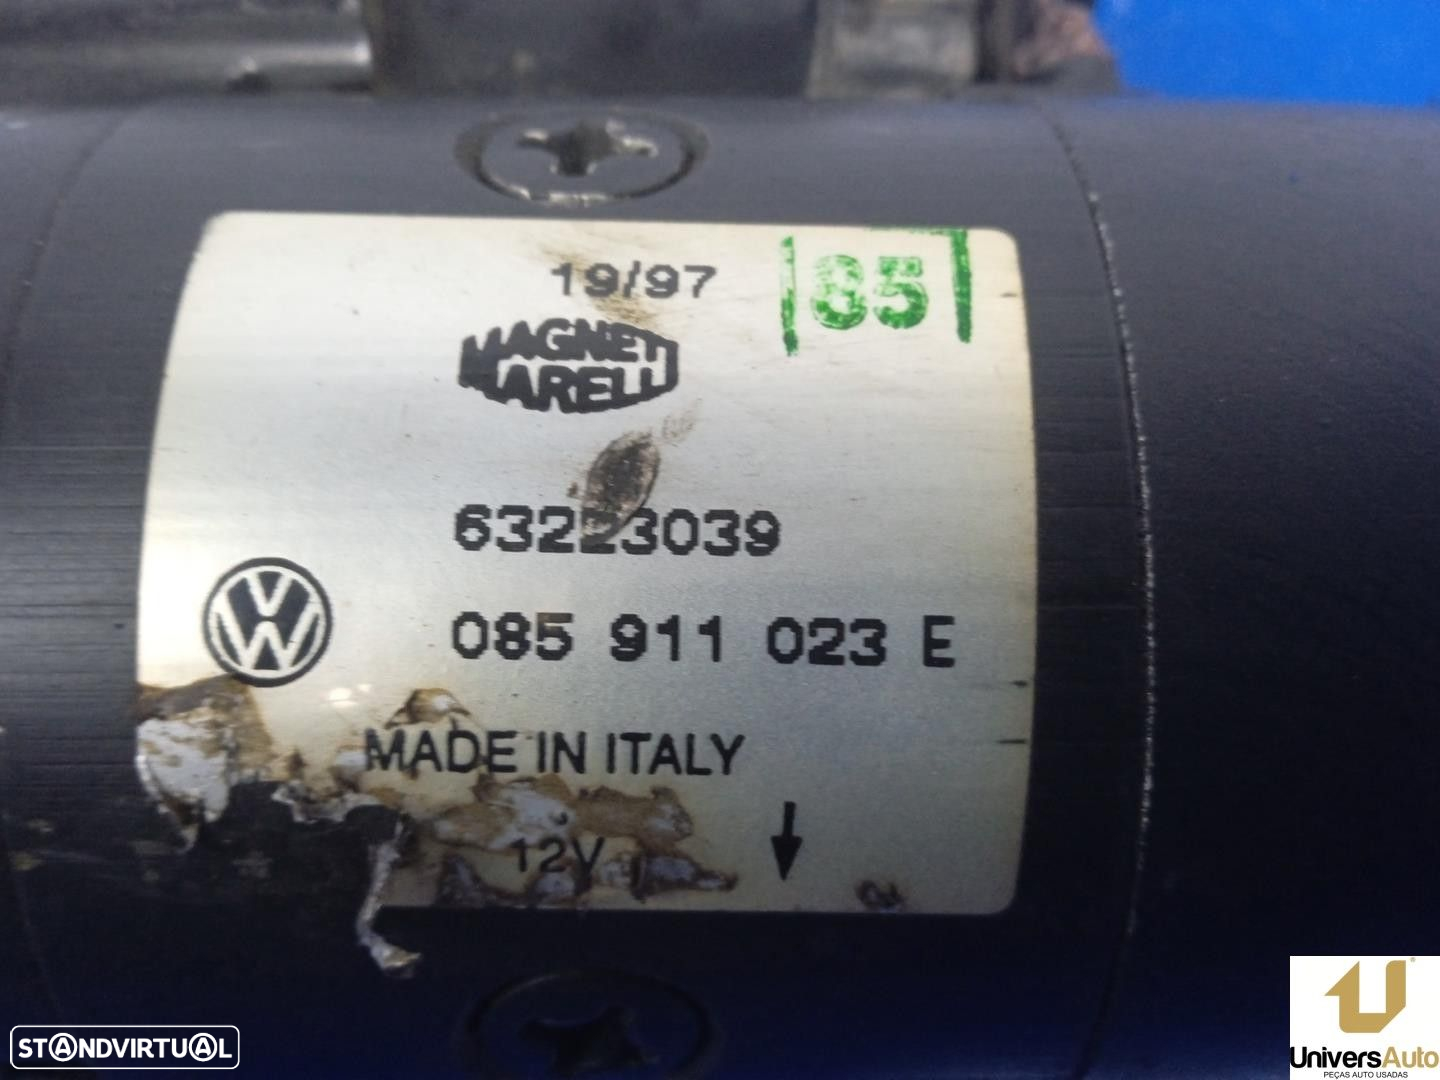 19/97
85
MAGNETI
MARELLI
63223039
085 911 023 E
MADE IN ITALY
12V
STANDVIRTUAL
UniversAuto
PEÇAS AUTO USADAS